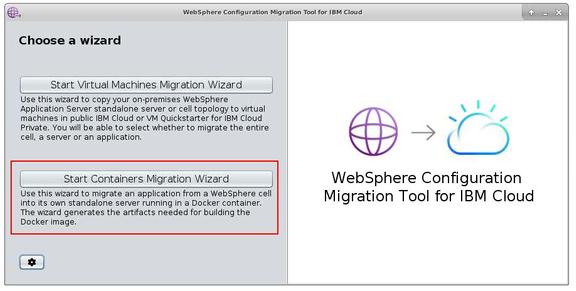 WebSphere Configuration Migration Tool for IBM Cloud
Choose a wizard
Start Virtual Machines Migration Wizard
Use this wizard to copy your on-premises WebSphere
Application Server standalone server or cell topology to virtual
machines in public IBM Cloud or VM Quickstarter for IBM Cloud
Private. You will be able to select whether to migrate the entire
cell, a server or an application.
Start Containers Migration Wizard
Use this wizard to migrate an application from a WebSphere cell
into its own standalone server running in a Docker container.
The wizard generates the artifacts needed for building the
Docker image.
WebSphere Configuration
Migration Tool for IBM Cloud